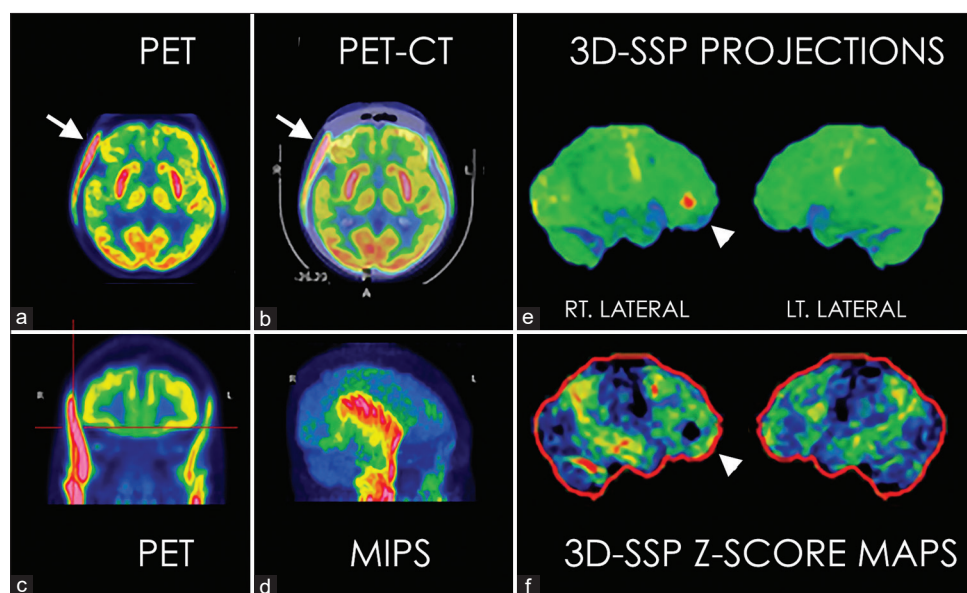 PET
PET-CT
3D-SSP PROJECTIONS
R
L
A
a
b
RT. LATERAL
LT. LATERAL
e
R
L
R
L
PET
MIPS
3D-SSP Z-SCORE MAPS
c
d
f